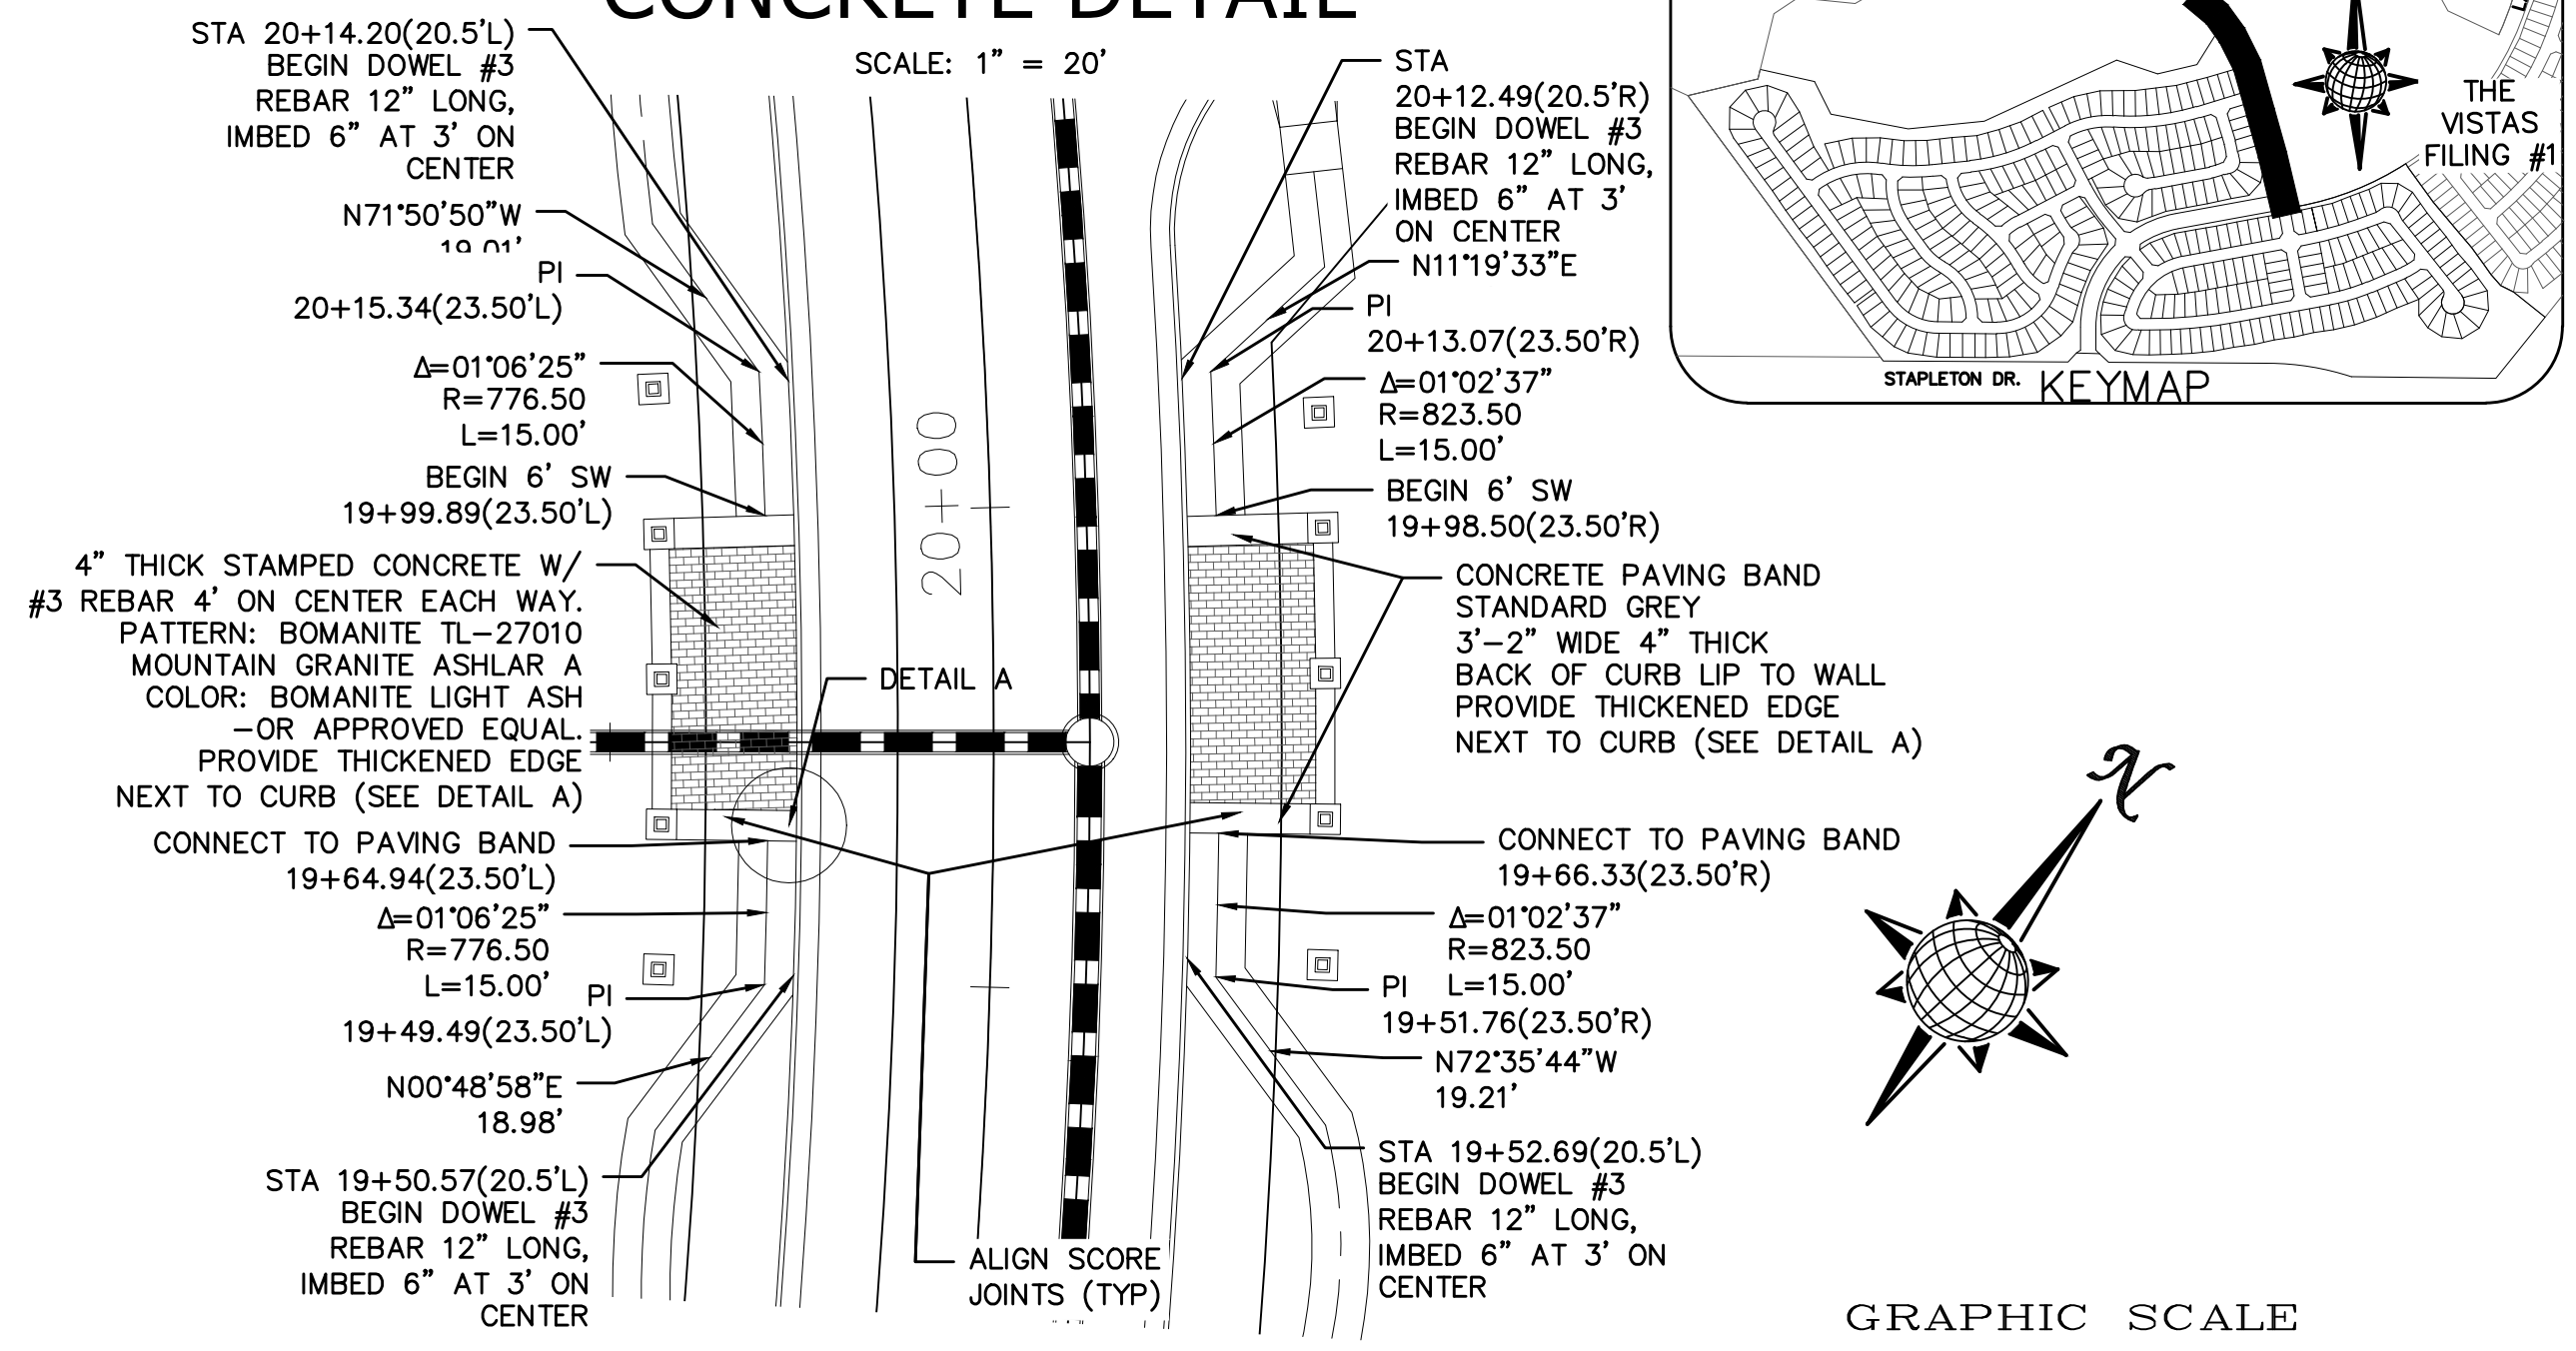 CONCRETE DETAIL
SCALE: 1" = 20'
STA 20+14.20(20.5'L)
BEGIN DOWEL #3
REBAR 12" LONG,
IMBED 6" AT 3' ON
CENTER
N71°50'50"W
19.01'
PI
20+15.34(23.50'L)
Δ=01°06'25"
R=776.50
L=15.00'
BEGIN 6' SW
19+99.89(23.50'L)
4" THICK STAMPED CONCRETE W/
#3 REBAR 4' ON CENTER EACH WAY.
PATTERN: BOMANITE TL-27010
MOUNTAIN GRANITE ASHLAR A
COLOR: BOMANITE LIGHT ASH
-OR APPROVED EQUAL.
PROVIDE THICKENED EDGE
NEXT TO CURB (SEE DETAIL A)
CONNECT TO PAVING BAND
19+64.94(23.50'L)
Δ=01°06'25"
R=776.50
L=15.00'
PI
19+49.49(23.50'L)
N00°48'58"E
18.98'
STA 19+50.57(20.5'L)
BEGIN DOWEL #3
REBAR 12" LONG,
IMBED 6" AT 3' ON
CENTER
20+00
DETAIL A
ALIGN SCORE
JOINTS (TYP)
STA
20+12.49(20.5'R)
BEGIN DOWEL #3
REBAR 12" LONG,
IMBED 6" AT 3'
ON CENTER
N11°19'33"E
PI
20+13.07(23.50'R)
Δ=01°02'37"
R=823.50
L=15.00'
BEGIN 6' SW
19+98.50(23.50'R)
CONCRETE PAVING BAND
STANDARD GREY
3'-2" WIDE 4" THICK
BACK OF CURB LIP TO WALL
PROVIDE THICKENED EDGE
NEXT TO CURB (SEE DETAIL A)
CONNECT TO PAVING BAND
19+66.33(23.50'R)
Δ=01°02'37"
R=823.50
L=15.00'
PI
19+51.76(23.50'R)
N72°35'44"W
19.21'
STA 19+52.69(20.5'L)
BEGIN DOWEL #3
REBAR 12" LONG,
IMBED 6" AT 3' ON
CENTER
THE
VISTAS
FILING #1
STAPLETON DR.
KEYMAP
N
GRAPHIC SCALE